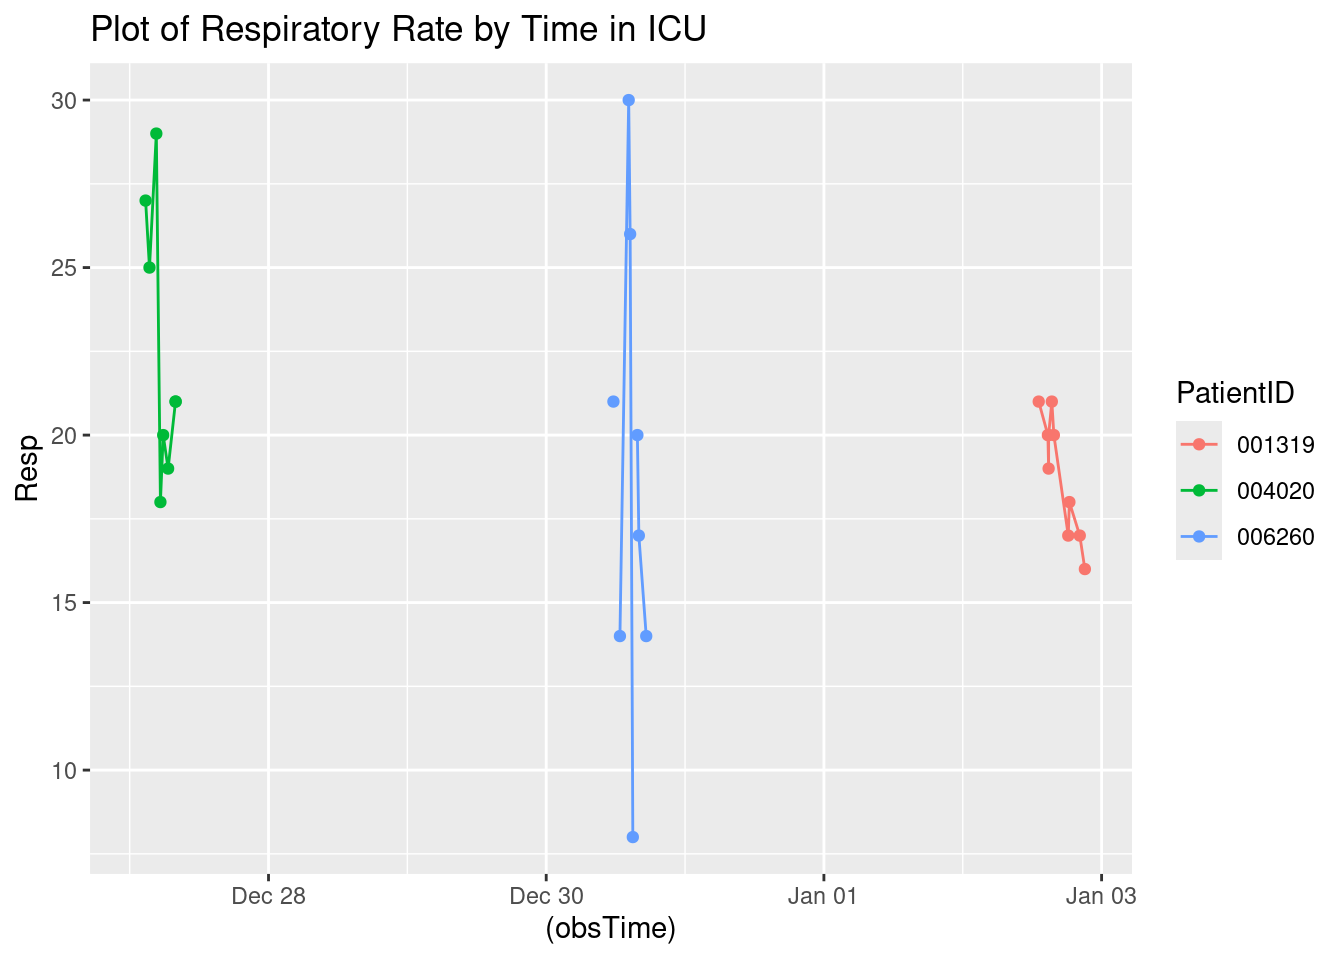 Plot of Respiratory Rate by Time in ICU
30
25
20
15
10
Resp
Dec 28
Dec 30
Jan 01
Jan 03
(obsTime)
PatientID
001319
004020
006260